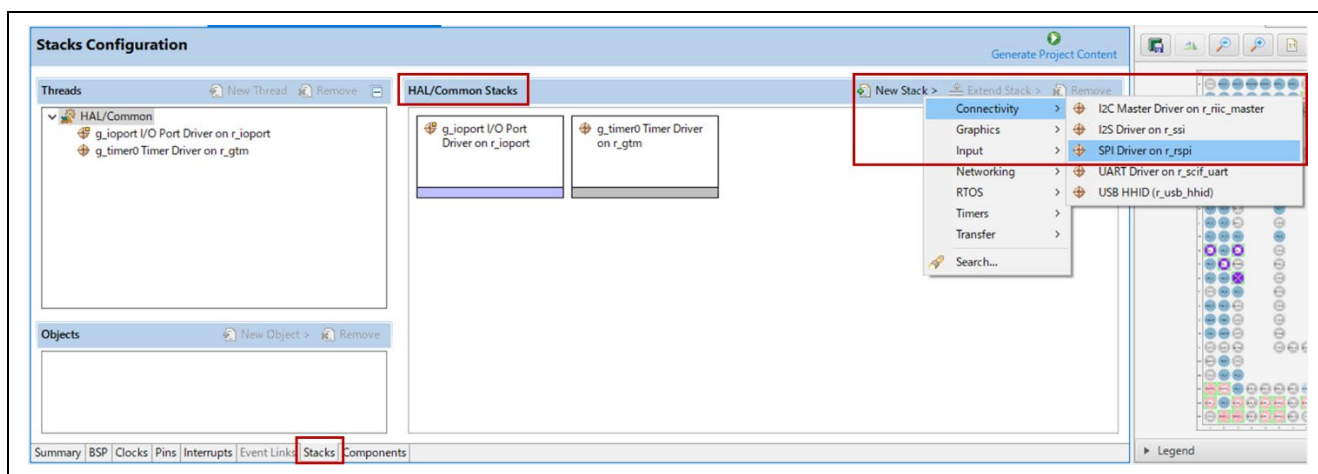 Stacks Configuration
Generate Project Content
Threads
New Thread
Remove
HAL/Common
g_ioport I/O Port Driver on r_ioport
g_timer0 Timer Driver on r_gtm
Objects
New Object >
Remove
HAL/Common Stacks
New Stack >
Extend Stack >
Remove
g_ioport I/O Port
Driver on r_ioport
g_timer0 Timer Driver
on r_gtm
Connectivity
Graphics
Input
Networking
RTOS
Timers
Transfer
Search...
I2C Master Driver on r_riic_master
I2S Driver on r_ssi
SPI Driver on r_rspi
UART Driver on r_scif_uart
USB HHID (r_usb_hhid)
Summary BSP Clocks Pins Interrupts Event Links Stacks Components
Legend